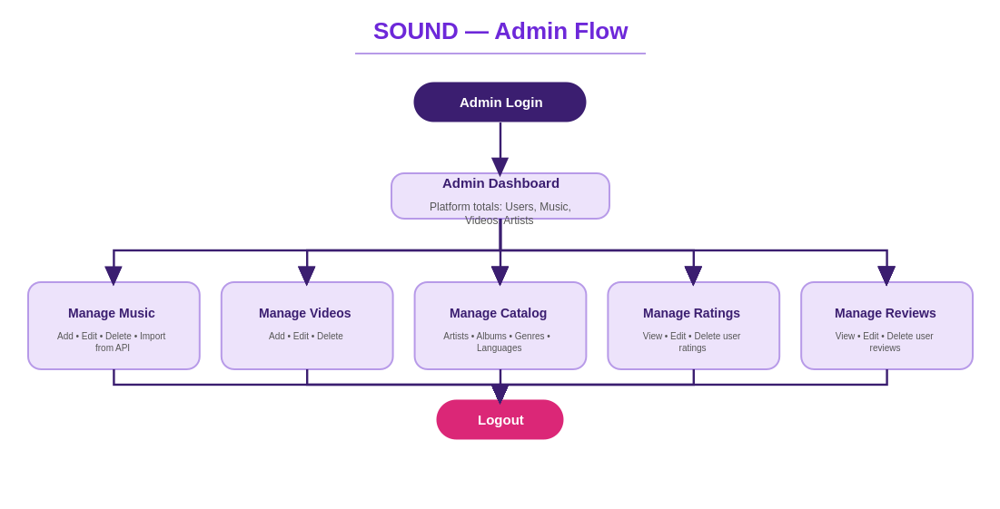 SOUND — Admin Flow
Admin Login
Admin Dashboard
Platform totals: Users, Music,
Videos, Artists
Manage Music
Add • Edit • Delete • Import
from API
Manage Videos
Add • Edit • Delete
Manage Catalog
Artists • Albums • Genres •
Languages
Manage Ratings
View • Edit • Delete user
ratings
Manage Reviews
View • Edit • Delete user
reviews
Logout